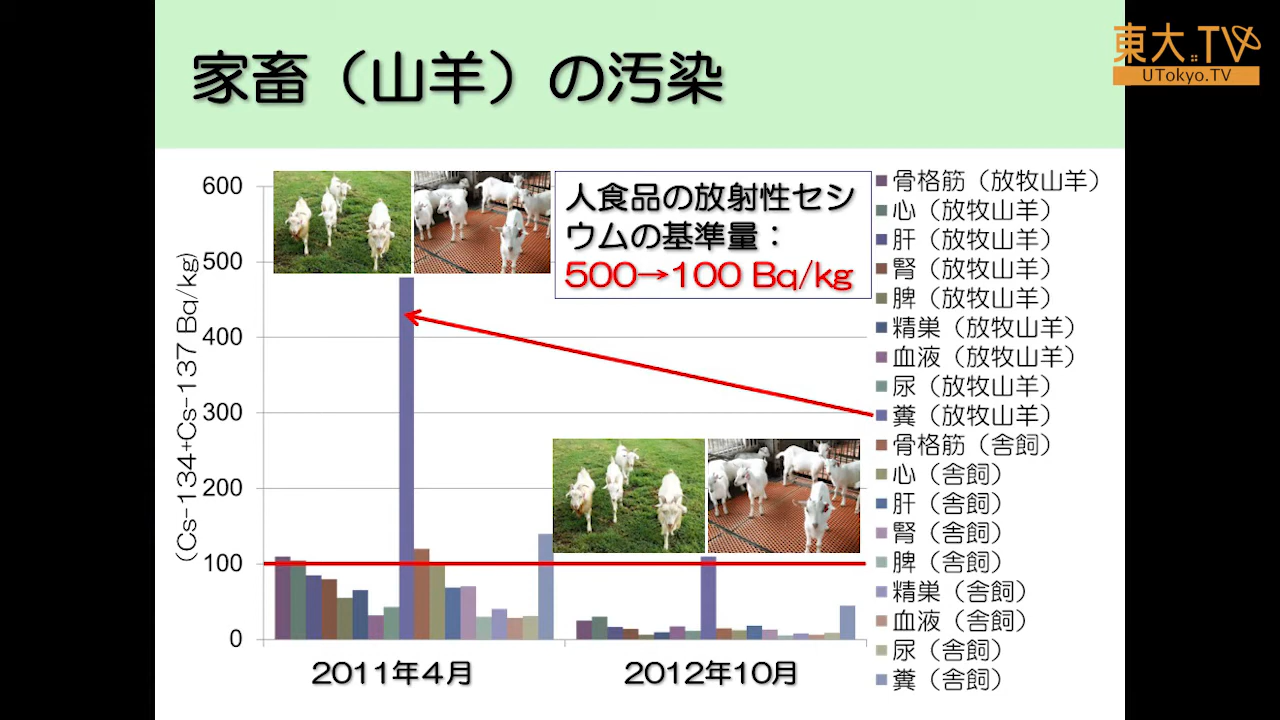 家畜（山羊）の汚染
東大.TV
UTokyo.TV
人食品の放射性セシ
ウムの基準量：
500→100 Bq/kg
(Cs-134+Cs-137 Bq/kg)
600
500
400
300
200
100
0
2011年4月
2012年10月
骨格筋（放牧山羊）
心（放牧山羊）
肝（放牧山羊）
腎（放牧山羊）
脾（放牧山羊）
精巣（放牧山羊）
血液（放牧山羊）
尿（放牧山羊）
糞（放牧山羊）
骨格筋（舎飼）
心（舎飼）
肝（舎飼）
腎（舎飼）
脾（舎飼）
精巣（舎飼）
血液（舎飼）
尿（舎飼）
糞（舎飼）